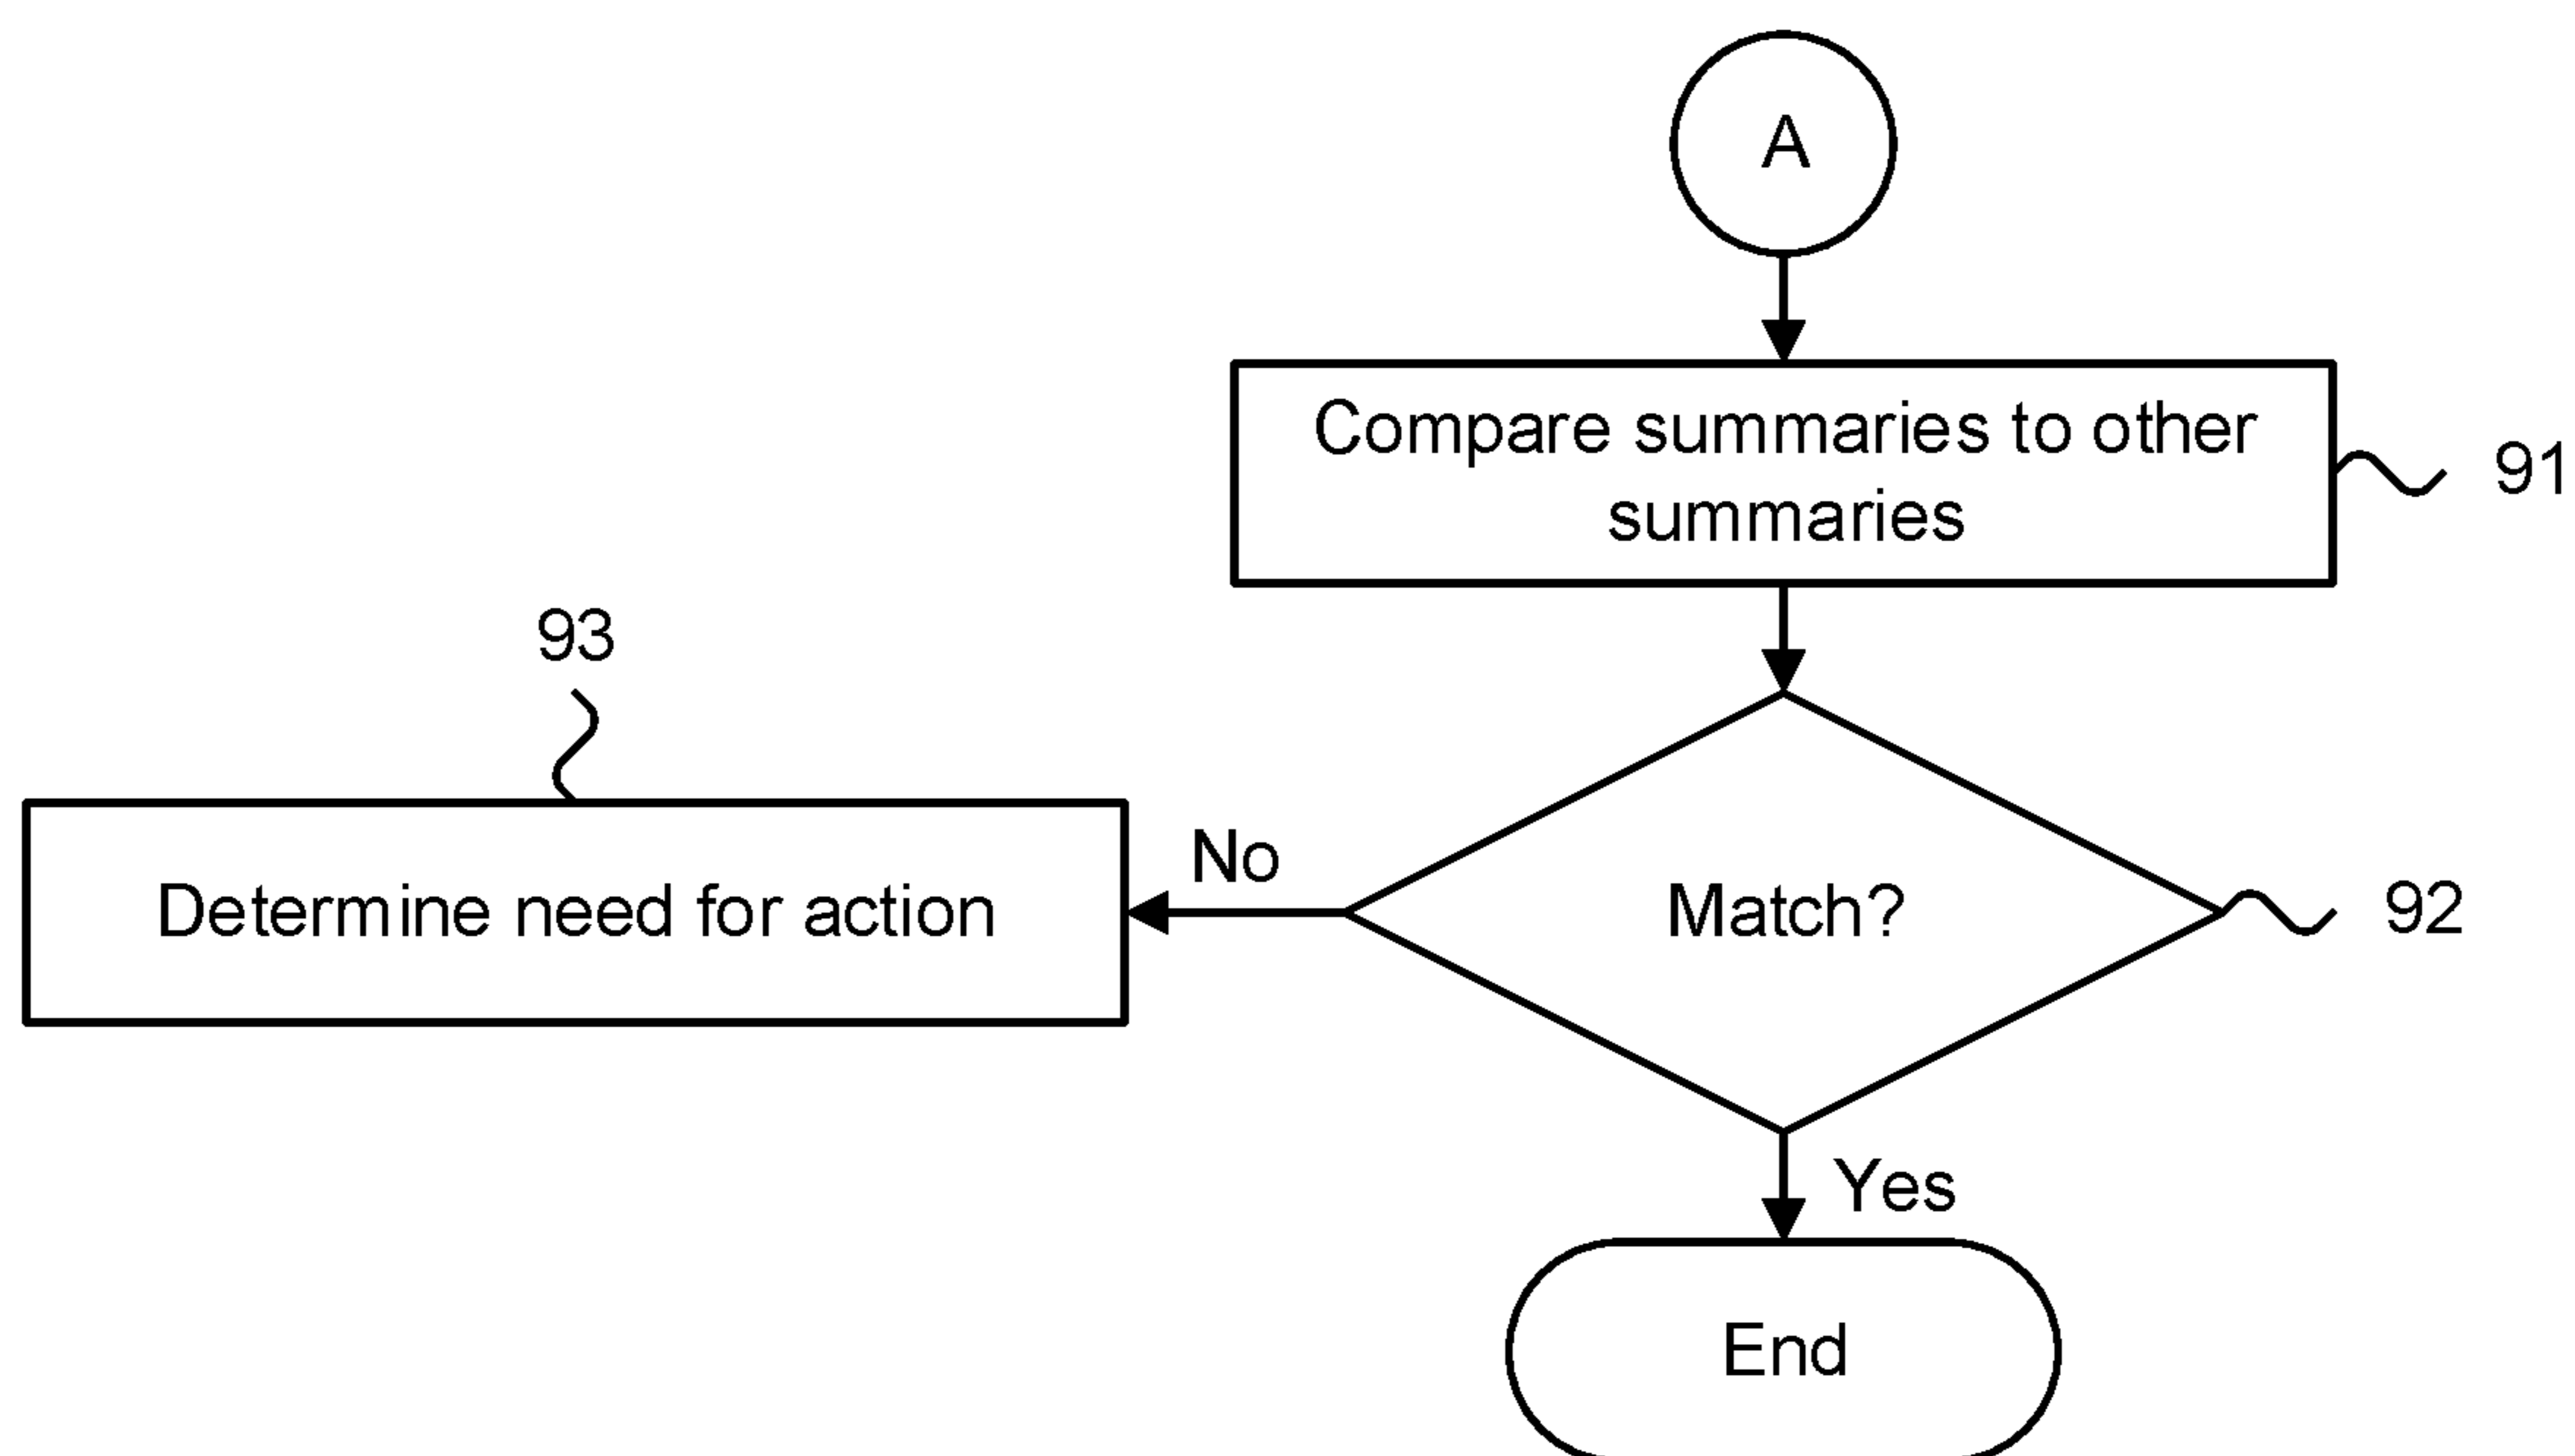 A
Compare summaries to other
summaries
91
93
No
Determine need for action
Match?
92
Yes
End